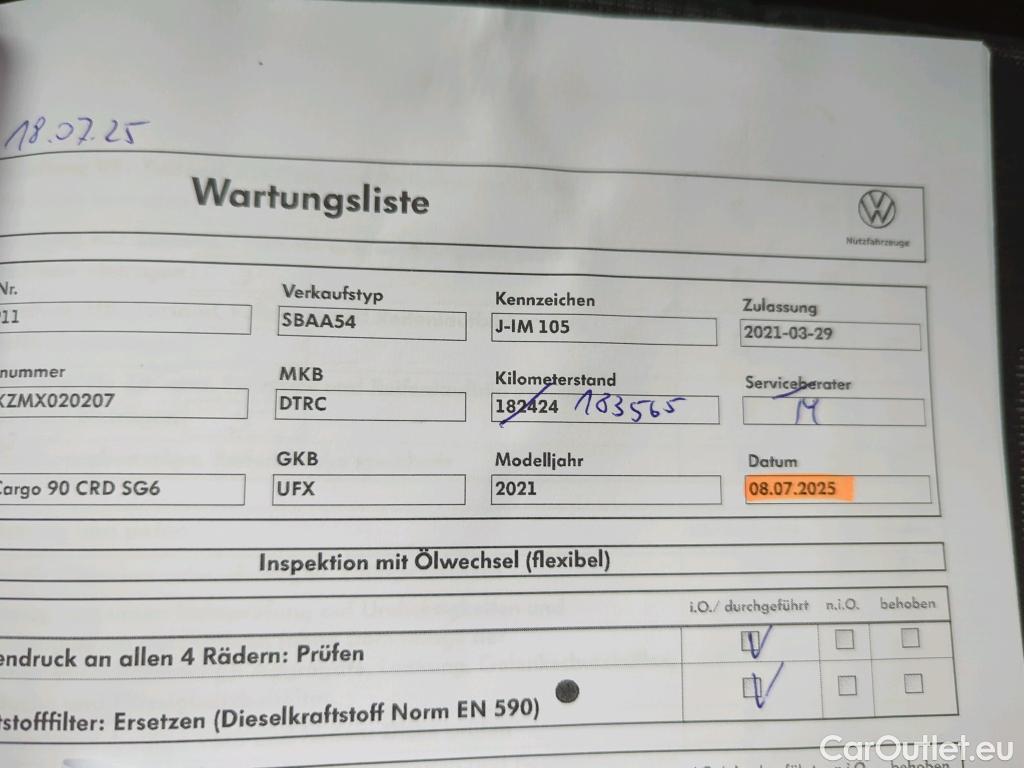 18.07.25
Wartungsliste
Nutzfahrzeuge
Nr. Verkaufstyp Kennzeichen Zulassung
11 SBAA54 J-IM 105 2021-03-29
nummer MKB Kilometerstand Serviceberater
KZMX020207 DTRC 182424 183565 M
GKB Modelljahr Datum
Cargo 90 CRD SG6 UFX 2021 08.07.2025
Inspektion mit Ölwechsel (flexibel)
i.O./ durchgeführt n.i.O. behoben
endruck an allen 4 Rädern: Prüfen
tstofffilter: Ersetzen (Dieselkraftstoff Norm EN 590)
CarOutlet.eu